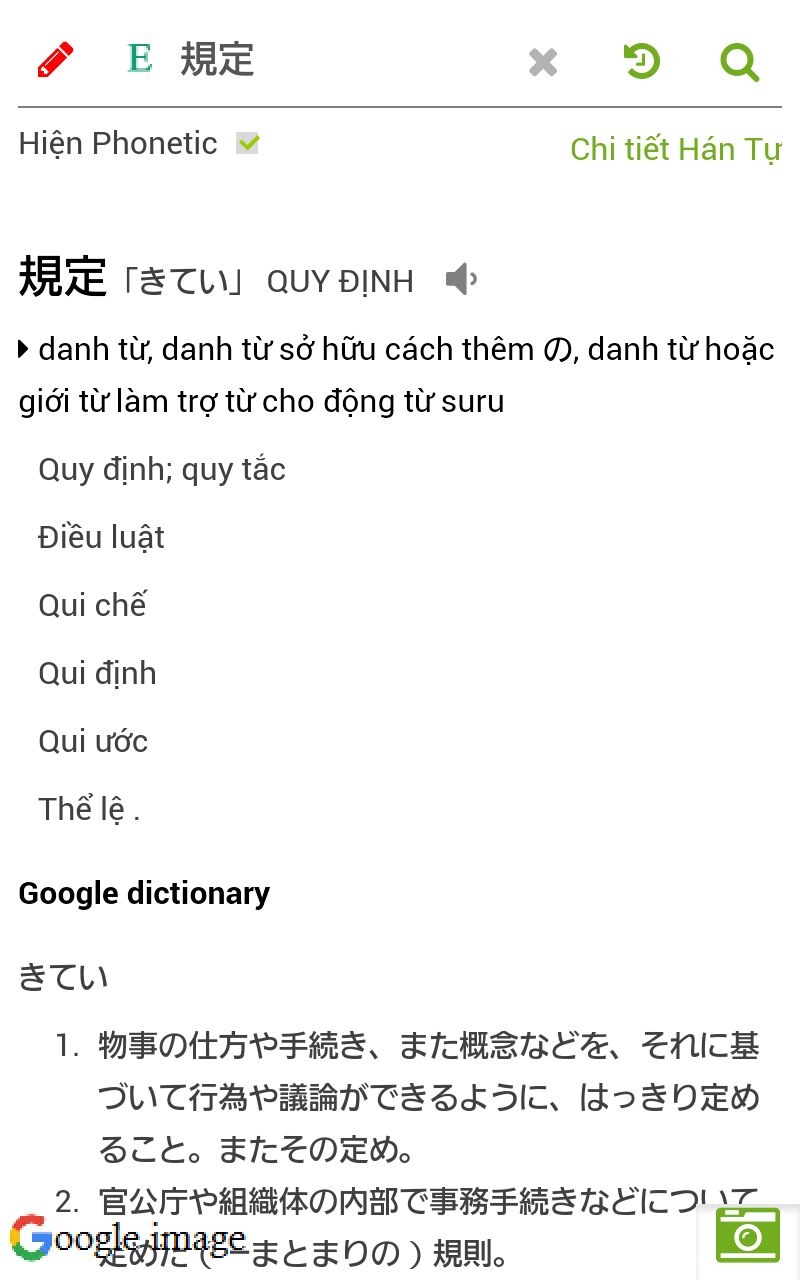 E 規定
Hiện Phonetic
Chi tiết Hán Tự
規定「きてい」 QUY ĐỊNH
danh từ, danh từ sở hữu cách thêm の, danh từ hoặc
giới từ làm trợ từ cho động từ suru
Quy định; quy tắc
Điều luật
Qui chế
Qui định
Qui ước
Thể lệ .
Google dictionary
きてい
1. 物事の仕方や手続き、また概念などを、それに基
づいて行為や議論ができるように、はっきり定め
ること。またその定め。
2. 官公庁や組織体の内部で事務手続きなどについて
定めた（一まとまりの）規則。
Google image